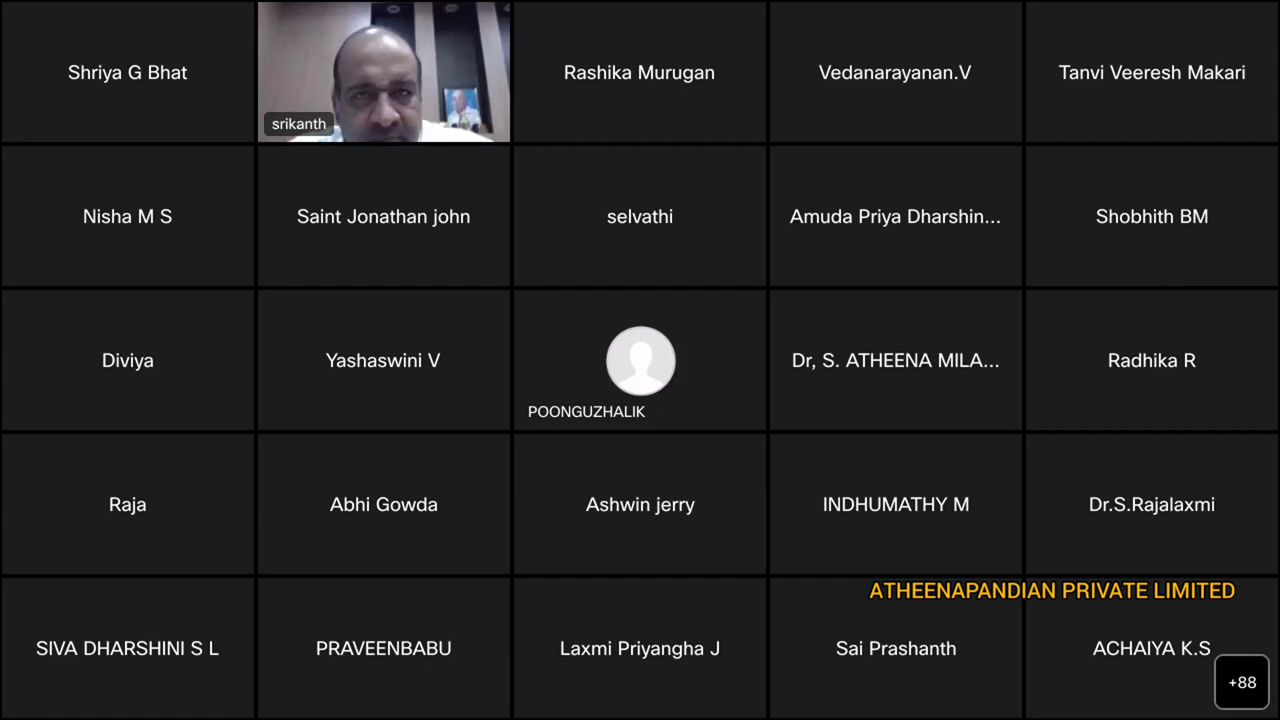 Shriya G Bhat
srikanth
Rashika Murugan
Vedanarayanan.V
Tanvi Veeresh Makari
Nisha M S
Saint Jonathan john
selvathi
Amuda Priya Dharshin...
Shobhith BM
Diviya
Yashaswini V
POONGUZHALIK
Dr, S. ATHEENA MILA...
Radhika R
Raja
Abhi Gowda
Ashwin jerry
INDHUMATHY M
Dr.S.Rajalaxmi
ATHEENAPANDIAN PRIVATE LIMITED
SIVA DHARSHINI S L
PRAVEENBABU
Laxmi Priyangha J
Sai Prashanth
ACHAIYA K.S
+88